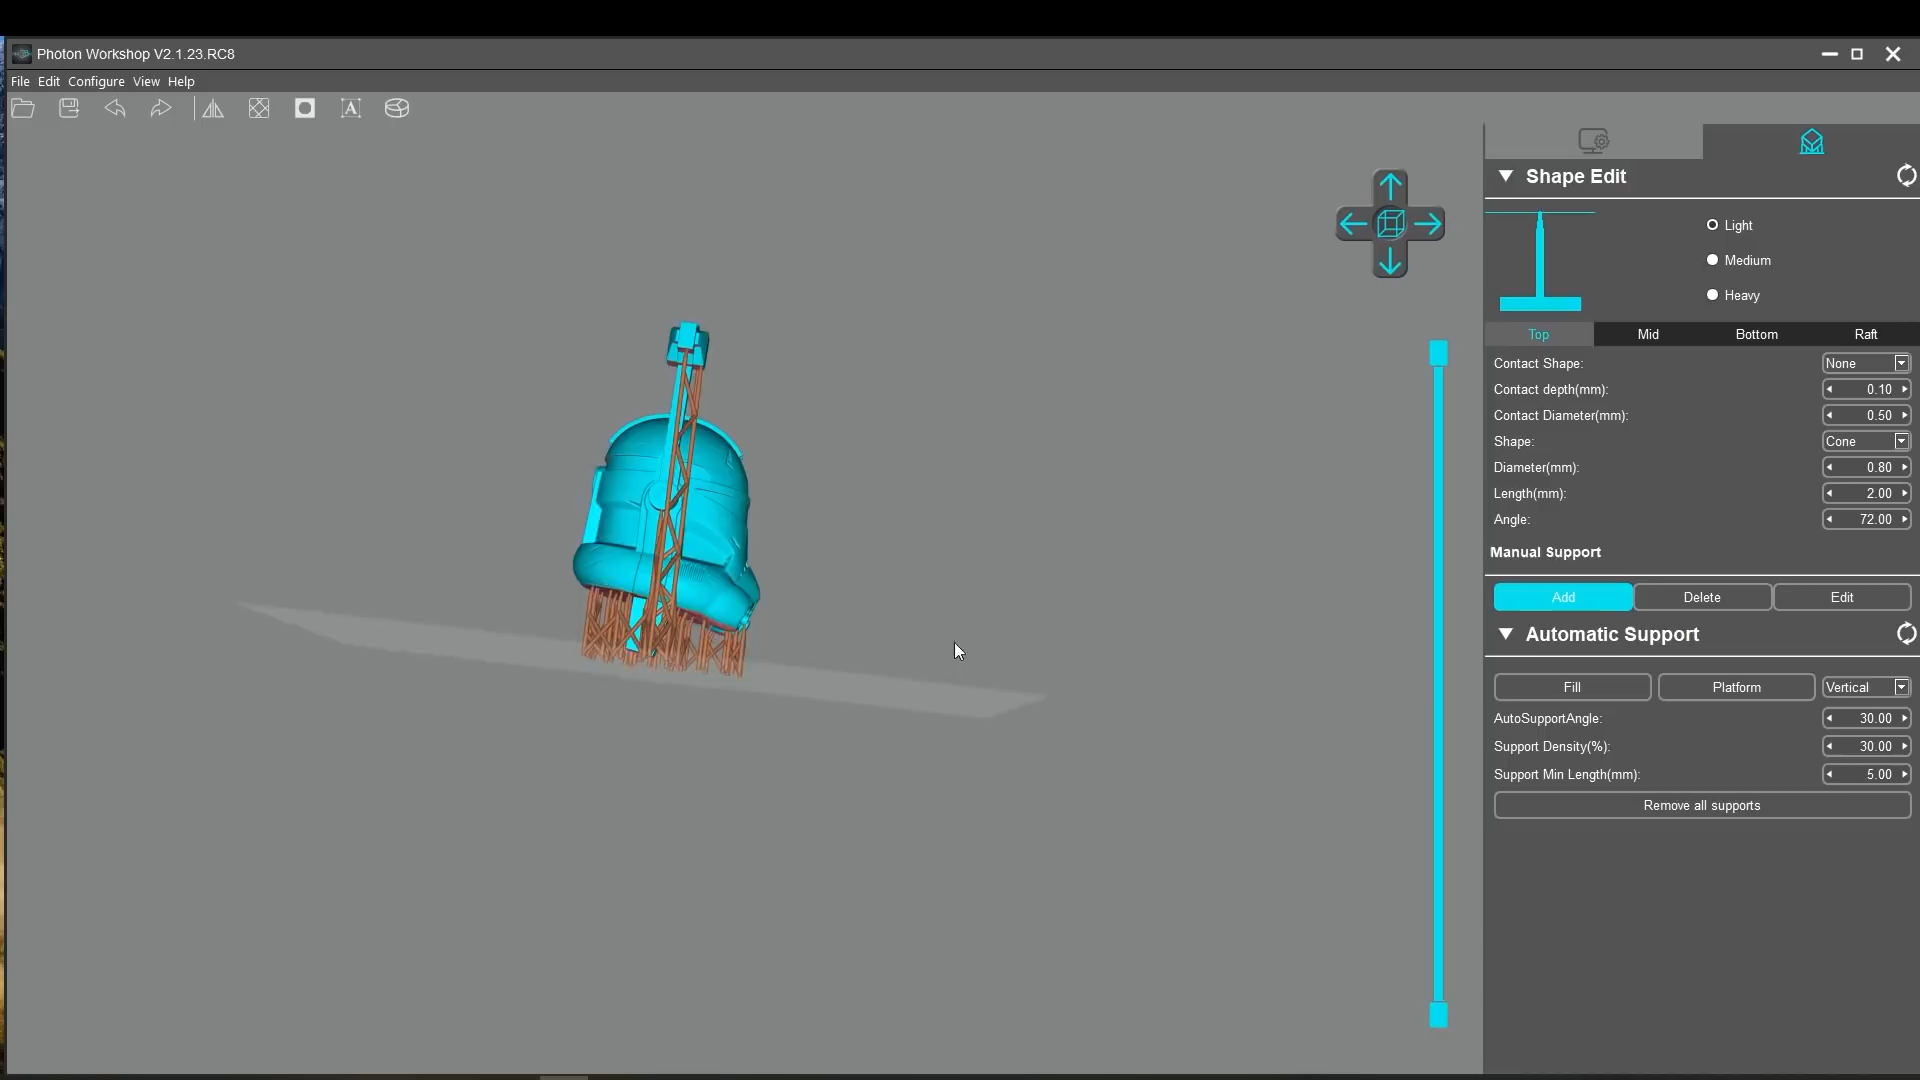 Photon Workshop V2.1.23.RC8
File Edit Configure View Help
A
Shape Edit
Light
Medium
Heavy
Top Mid Bottom Raft
Contact Shape: None
Contact depth(mm): 0.10
Contact Diameter(mm): 0.50
Shape: Cone
Diameter(mm): 0.80
Length(mm): 2.00
Angle: 72.00
Manual Support
Add Delete Edit
Automatic Support
Fill Platform Vertical
AutoSupportAngle: 30.00
Support Density(%): 30.00
Support Min Length(mm): 5.00
Remove all supports